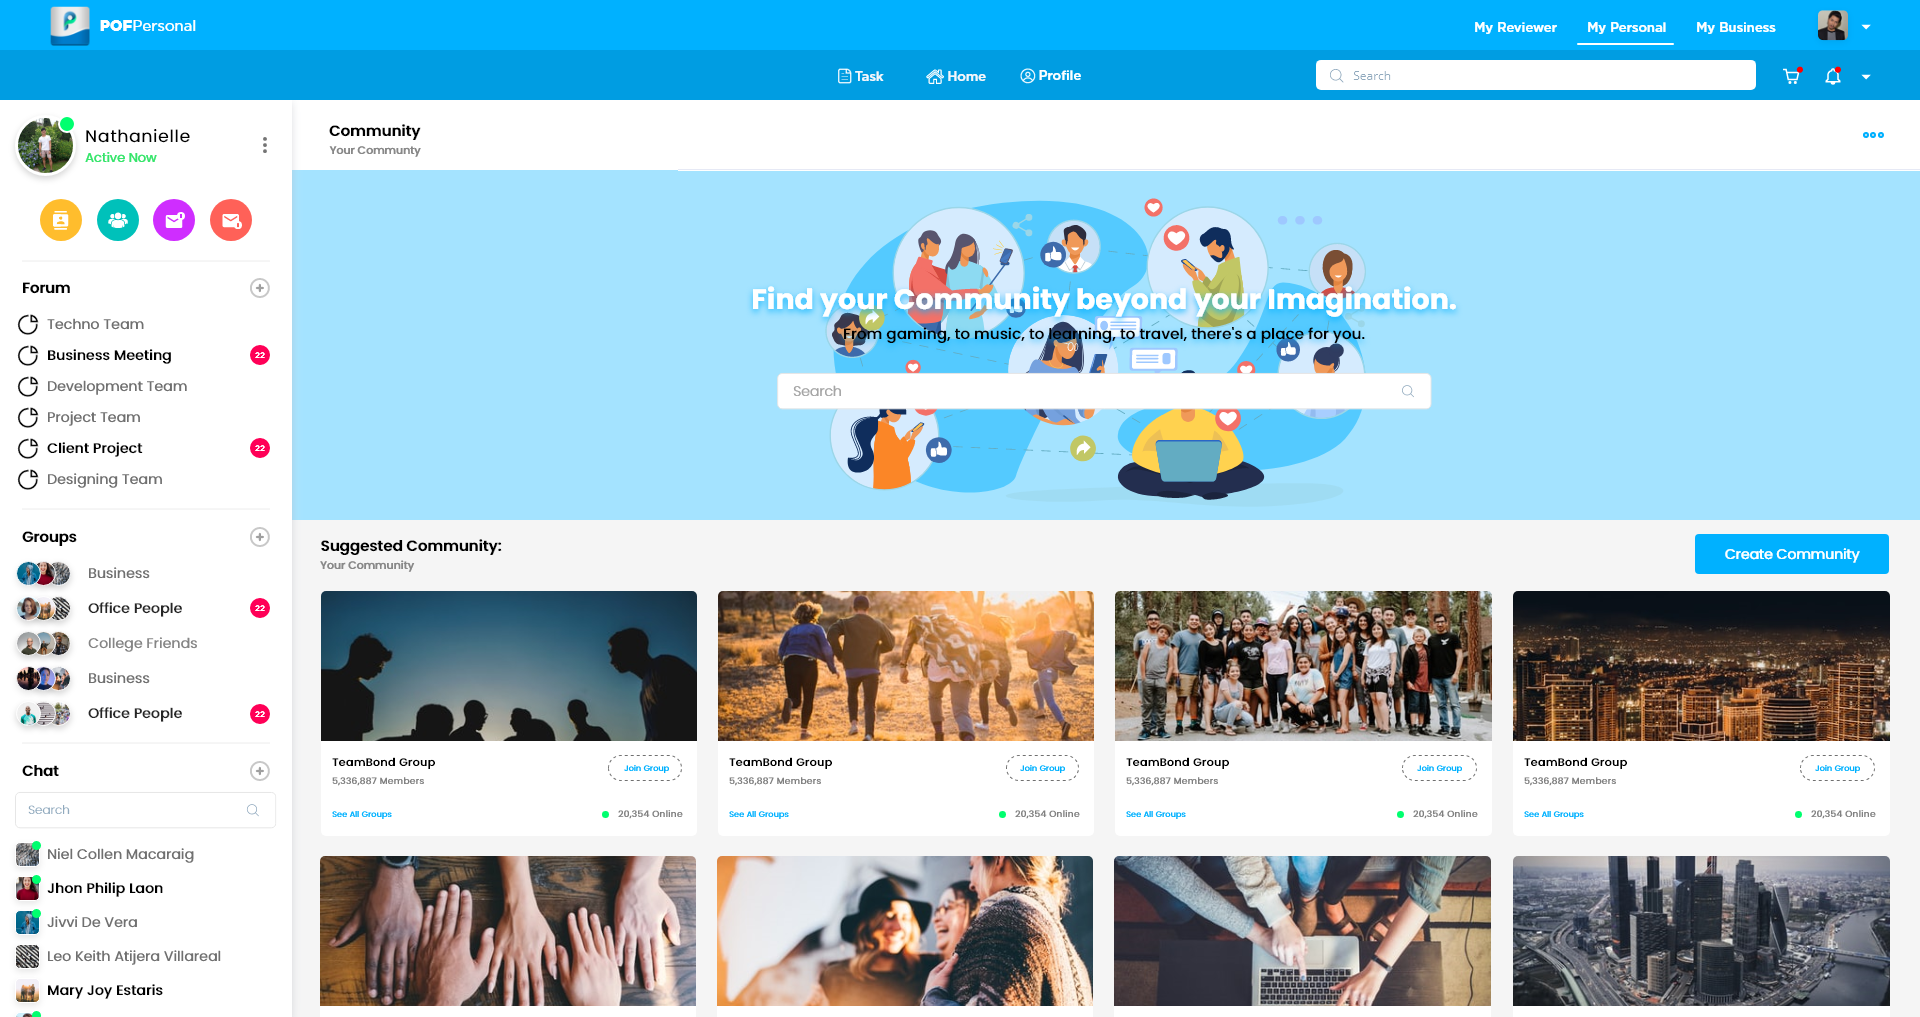 POFPersonal
My Reviewer
My Personal
My Business
Task
Home
Profile
Search
Nathanielle
Active Now
Forum
Techno Team
Business Meeting
22
Development Team
Project Team
Client Project
22
Designing Team
Groups
Business
Office People
22
College Friends
Business
Office People
22
Chat
Search
Niel Collen Macaraig
Jhon Philip Laon
Jivvi De Vera
Leo Keith Atijera Villareal
Mary Joy Estaris
Community
Your Communty
Find your Community beyond your Imagination.
From gaming, to music, to learning, to travel, there's a place for you.
Search
Suggested Community:
Your Community
Create Community
TeamBond Group
5,336,887 Members
Join Group
See All Groups
20,354 Online
TeamBond Group
5,336,887 Members
Join Group
See All Groups
20,354 Online
TeamBond Group
5,336,887 Members
Join Group
See All Groups
20,354 Online
TeamBond Group
5,336,887 Members
Join Group
See All Groups
20,354 Online